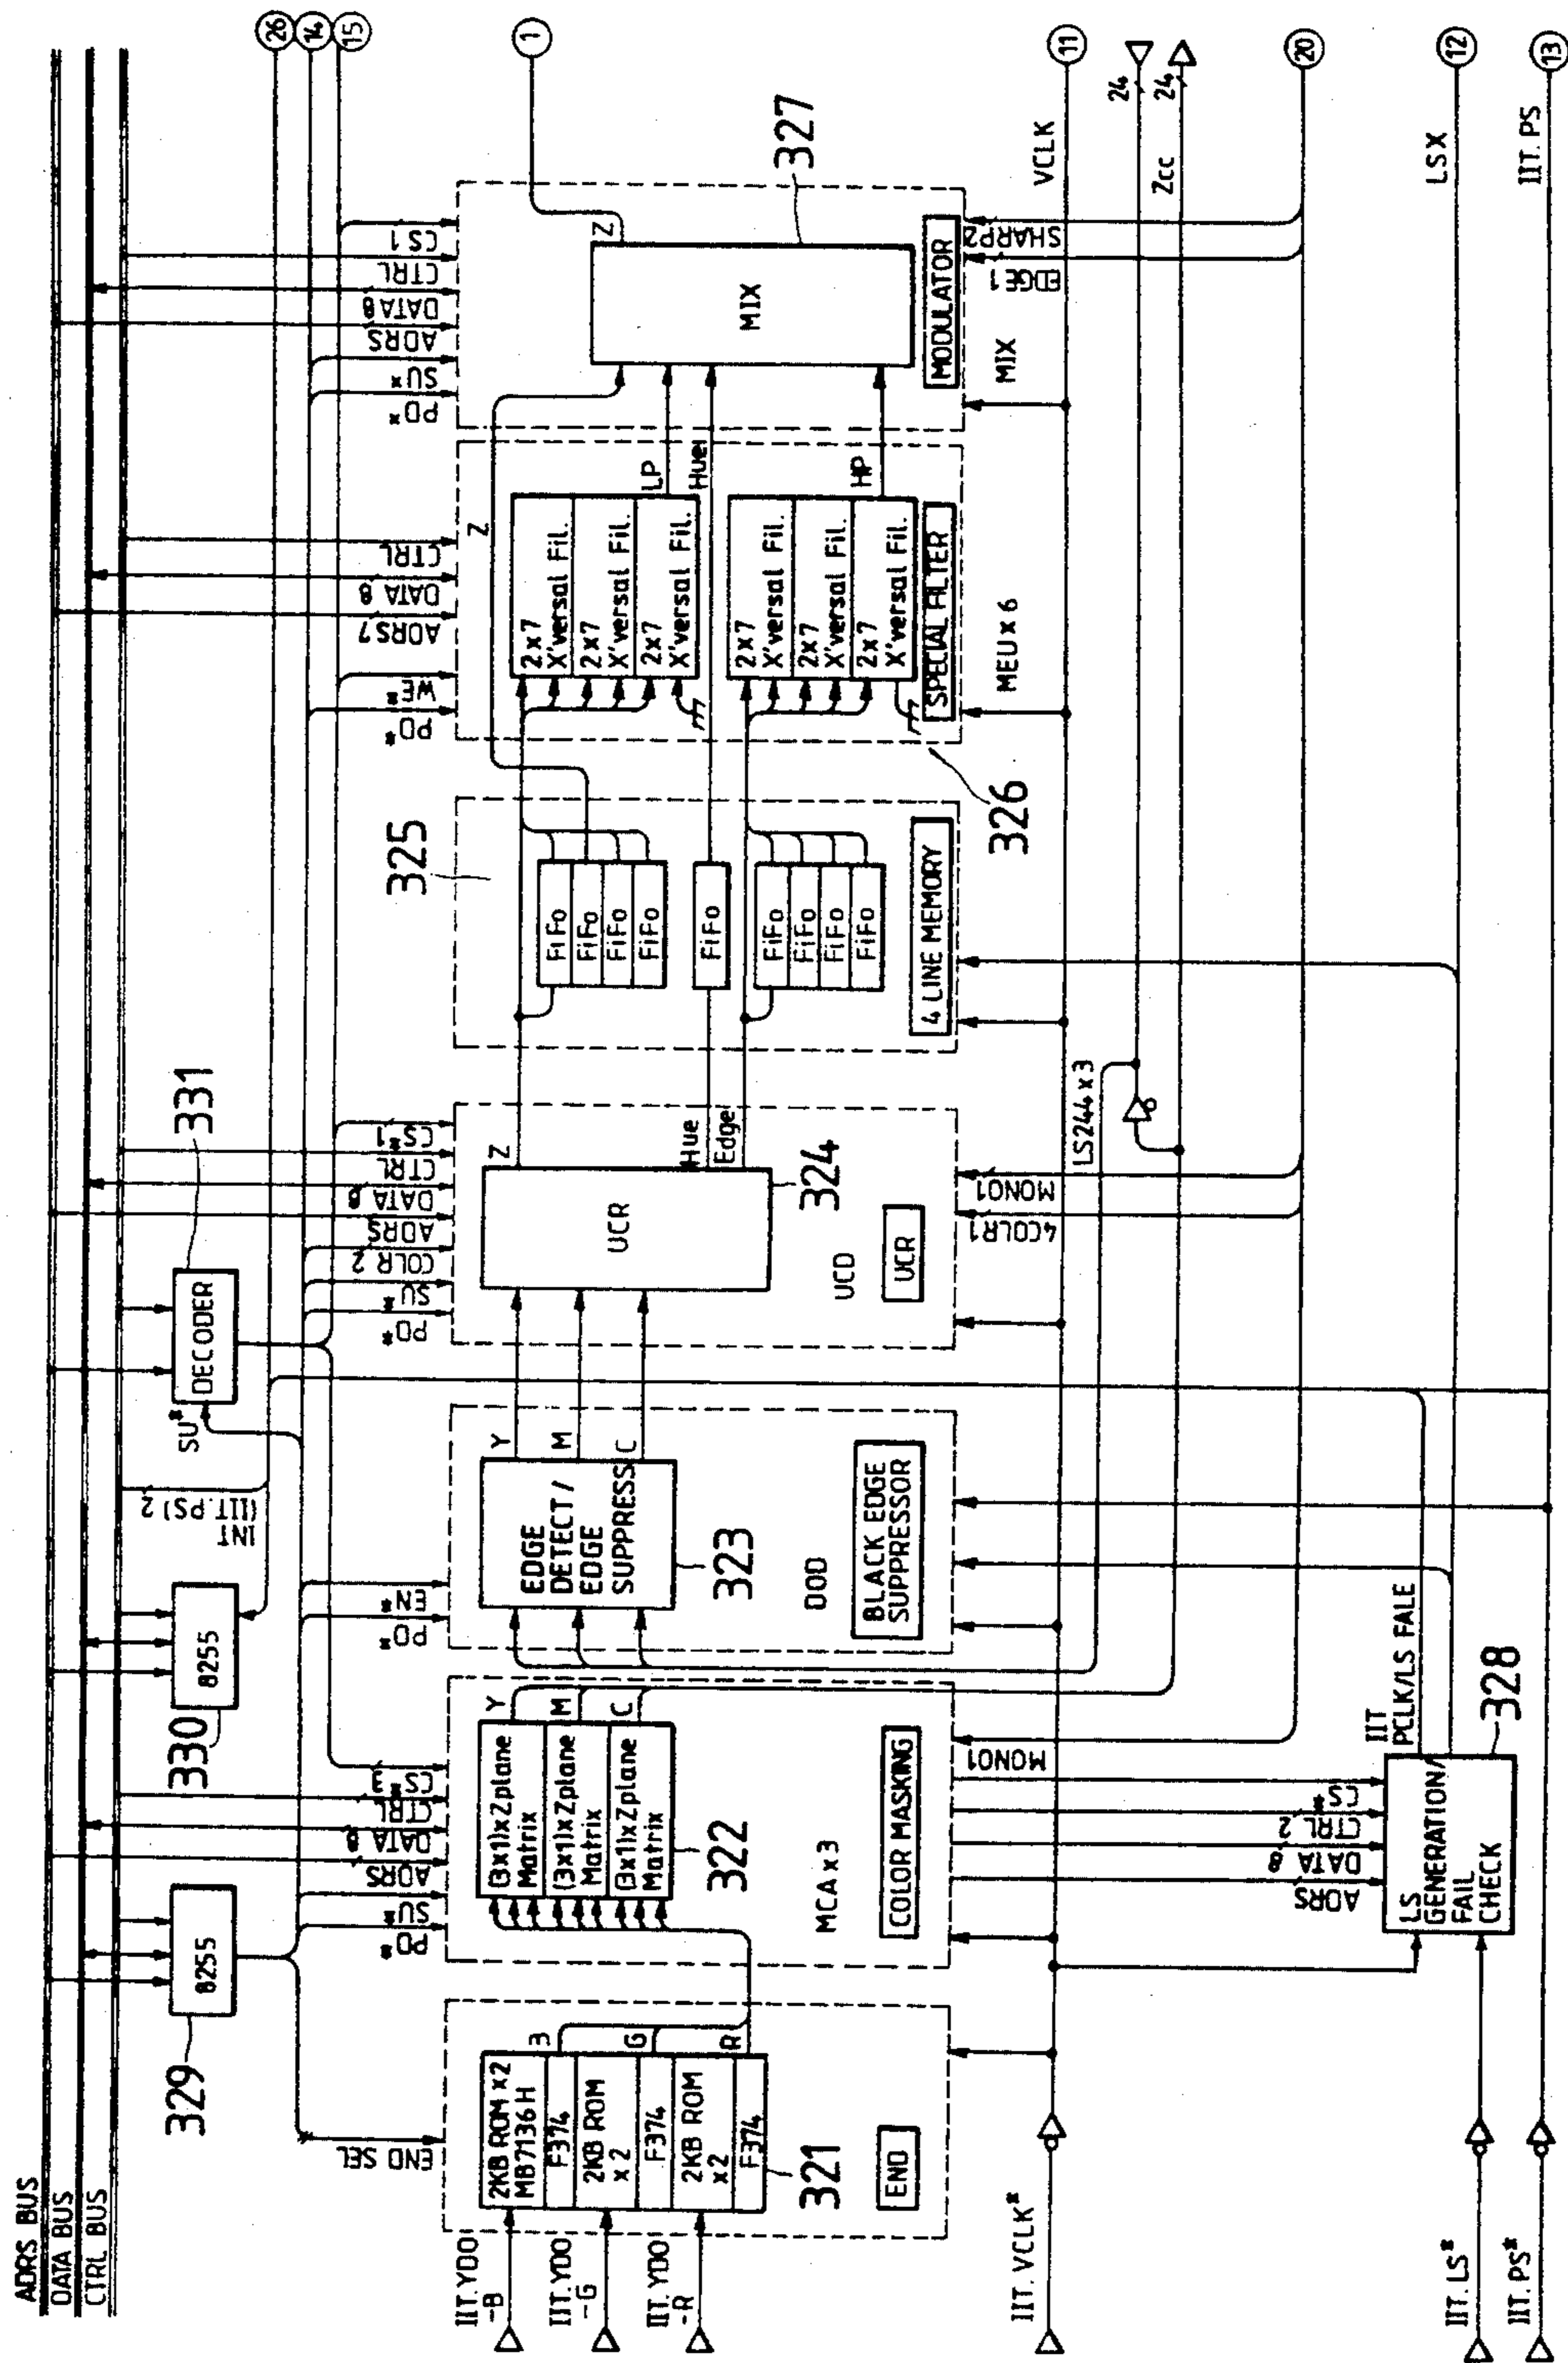 ADRS BUS
DATA BUS
CTRL BUS
26
14
15
329
8255
330
8255
INT
(IIT.PS) 2
SU*
DECODER
331
END SEL
IIT.YDO
-B
IIT.YDO
-G
IIT.YDO
-R
2KB ROM x2
MB7136H
F374
2KB ROM
x 2
F374
2KB ROM
x2
F374
3
G
R
321
END
PD*
SU*
ADRS
DATA 8
CTRL
CS*3
(3x1)xZplane
Matrix
(3x1)xZplane
Matrix
(3x1)xZplane
Matrix
Y
M
C
322
MCA x 3
COLOR MASKING
MONO1
PD*
EN*
EDGE
DETECT/
EDGE
SUPPRESS
Y
M
C
323
DOD
BLACK EDGE
SUPPRESSOR
PD*
SU*
COLR 2
ADRS
DATA 8
CTRL
CS*1
UCR
Z
Hue
Edge
324
UCD
UCR
4COLR1
MONO1
325
FiFo
FiFo
FiFo
FiFo
FiFo
FiFo
FiFo
FiFo
FiFo
4 LINE MEMORY
PD*
WE*
ADRS7
DATA 8
CTRL
Z
2x7
X'versal Fil.
2x7
X'versal Fil.
2x7
X'versal Fil.
LP
Hue
2x7
X'versal Fil.
2x7
X'versal Fil.
2x7
X'versal Fil.
HP
SPECIAL FILTER
326
MEU x 6
PD*
SU*
ADRS
DATA8
CTRL
CS1
MIX
Z
1
327
MODULATOR
MIX
EDGE1
SHARP2
IIT.VCLK*
VCLK
11
LS244 x 3
24
24
Zcc
20
ADRS
DATA 8
CTRL 2
CS*
LS
GENERATION/
FAIL
CHECK
328
IIT
PCLK/LS FALE
IIT.LS*
LSX
12
IIT.PS*
IIT.PS
13